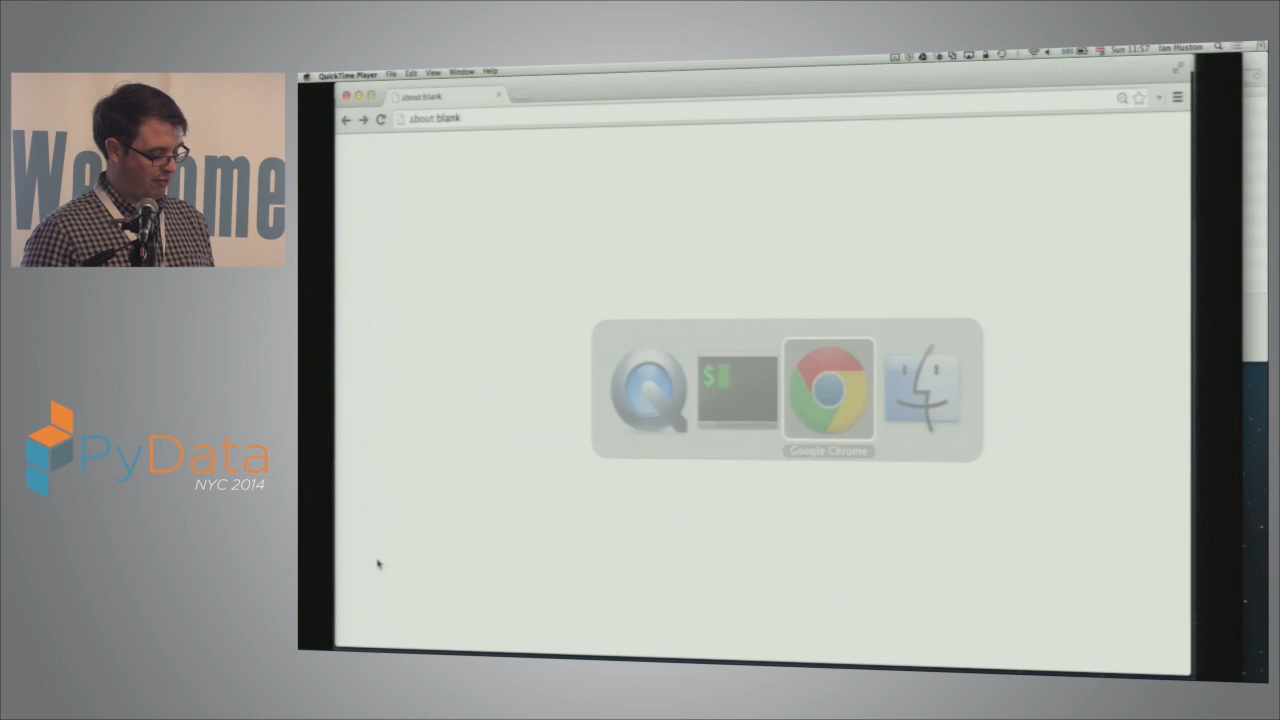 QuickTime Player File Edit View Window Help
68% Sun 11:57 Ian Huston
about:blank
about:blank
Welcome
$
Google Chrome
PyData
NYC 2014